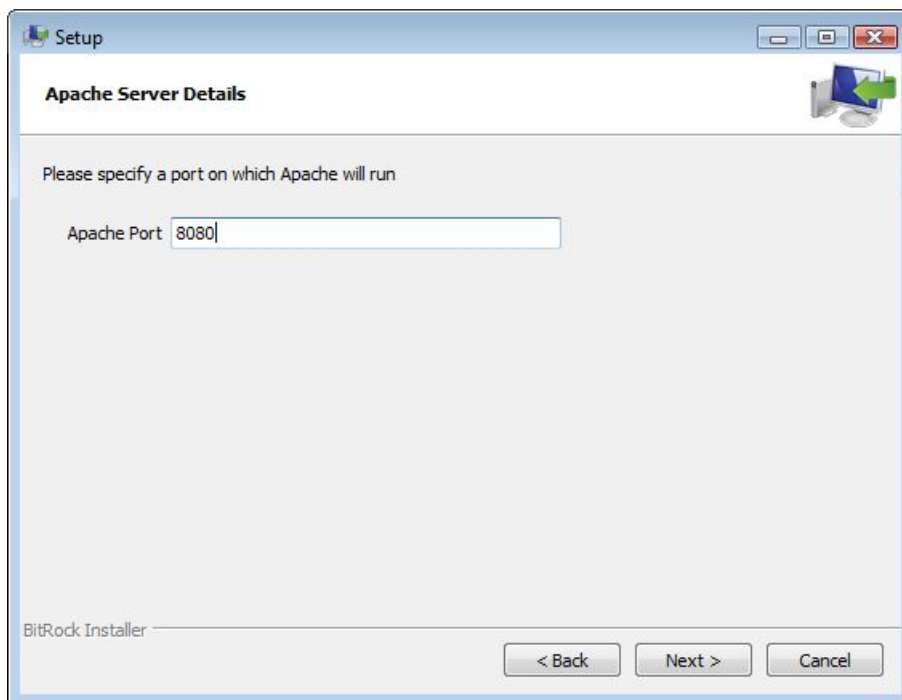 Setup
Apache Server Details
Please specify a port on which Apache will run
Apache Port 8080
BitRock Installer
< Back Next > Cancel